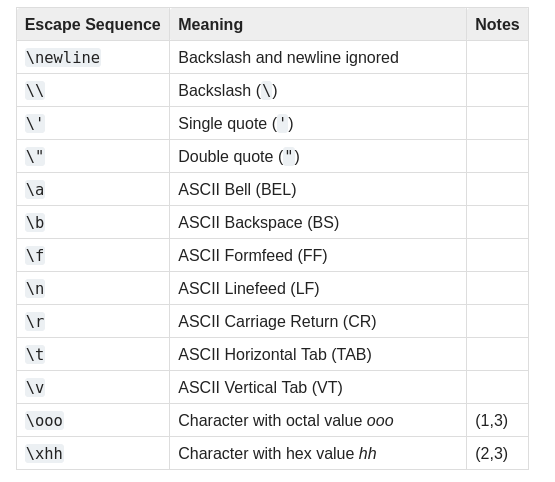 Escape Sequence Meaning Notes
\newline Backslash and newline ignored
\\ Backslash (\)
\' Single quote (')
\" Double quote (")
\a ASCII Bell (BEL)
\b ASCII Backspace (BS)
\f ASCII Formfeed (FF)
\n ASCII Linefeed (LF)
\r ASCII Carriage Return (CR)
\t ASCII Horizontal Tab (TAB)
\v ASCII Vertical Tab (VT)
\ooo Character with octal value ooo (1,3)
\xhh Character with hex value hh (2,3)